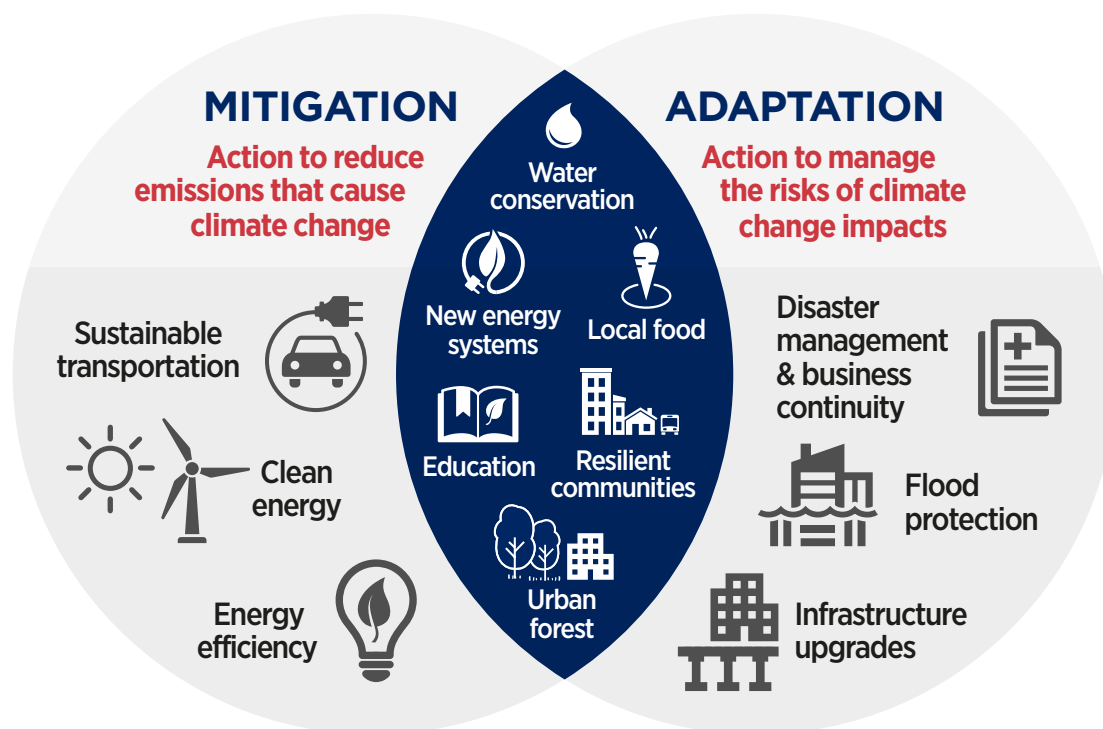 MITIGATION
Action to reduce
emissions that cause
climate change
Sustainable
transportation
Clean
energy
Energy
efficiency
Water
conservation
New energy
systems
Local food
Education
Resilient
communities
Urban
forest
ADAPTATION
Action to manage
the risks of climate
change impacts
Disaster
management
& business
continuity
Flood
protection
Infrastructure
upgrades